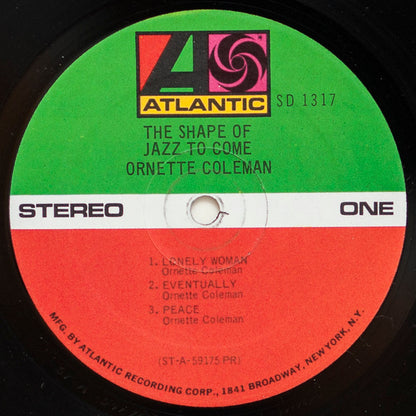 ATLANTIC
SD 1317
THE SHAPE OF
JAZZ TO COME
ORNETTE COLEMAN
STEREO
ONE
1. LONELY WOMAN
Ornette Coleman
2. EVENTUALLY
Ornette Coleman
3. PEACE
Ornette Coleman
(ST-A-59175 PR)
MFG. BY ATLANTIC RECORDING CORP., 1841 BROADWAY, NEW YORK, N.Y.